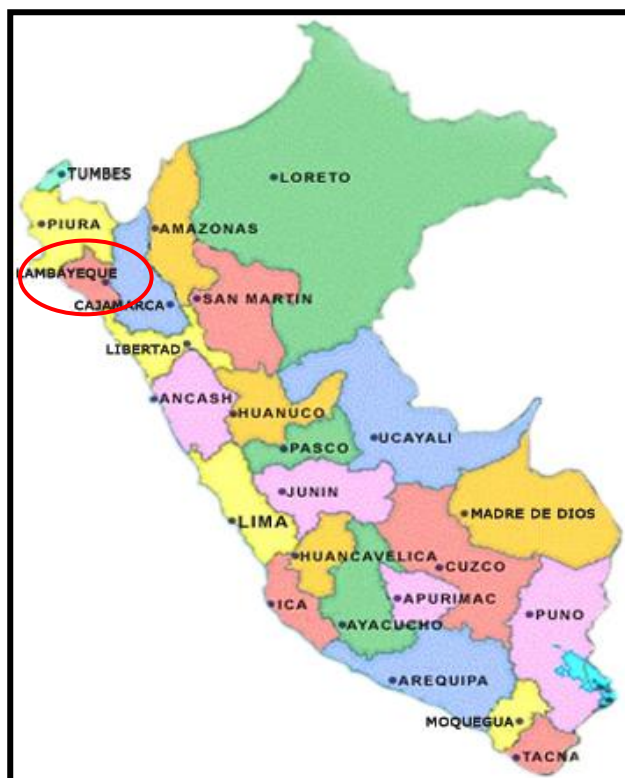 TUMBES
LORETO
PIURA
AMAZONAS
LAMBAYEQUE
CAJAMARCA
SAN MARTIN
LIBERTAD
ANCASH
HUANUCO
UCAYALI
PASCO
JUNIN
LIMA
MADRE DE DIOS
HUANCAVELICA
CUZCO
APURIMAC
ICA
PUNO
AYACUCHO
AREQUIPA
MOQUEGUA
TACNA